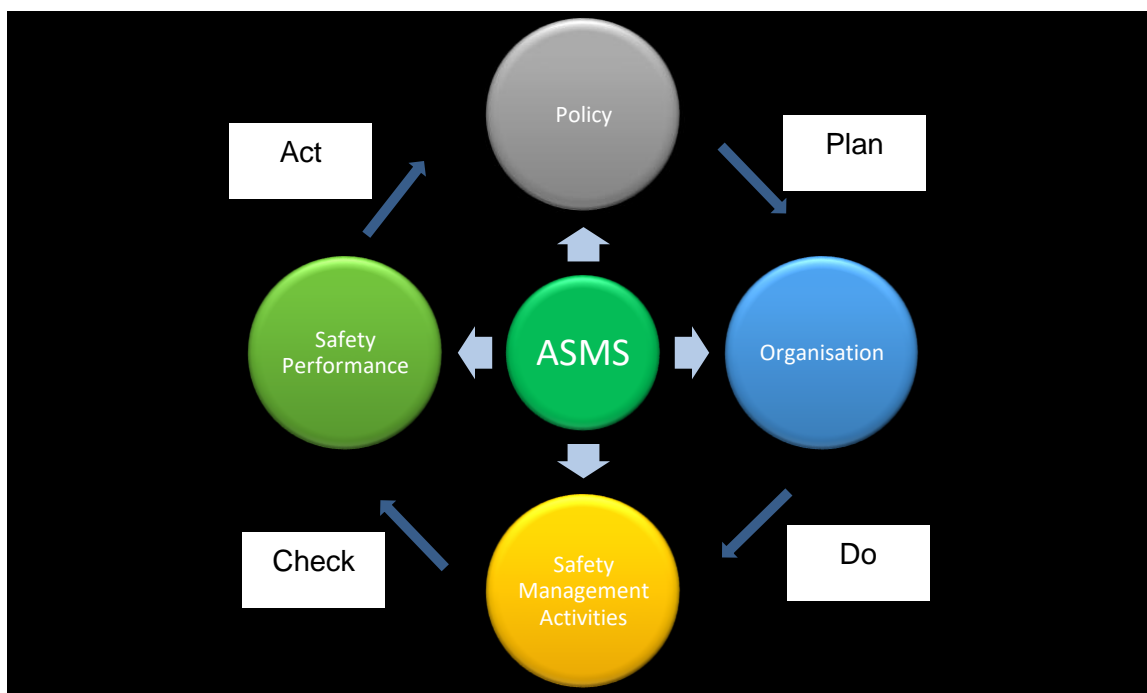 Policy
Act
Plan
Safety
Performance
ASMS
Organisation
Check
Safety
Management
Activities
Do